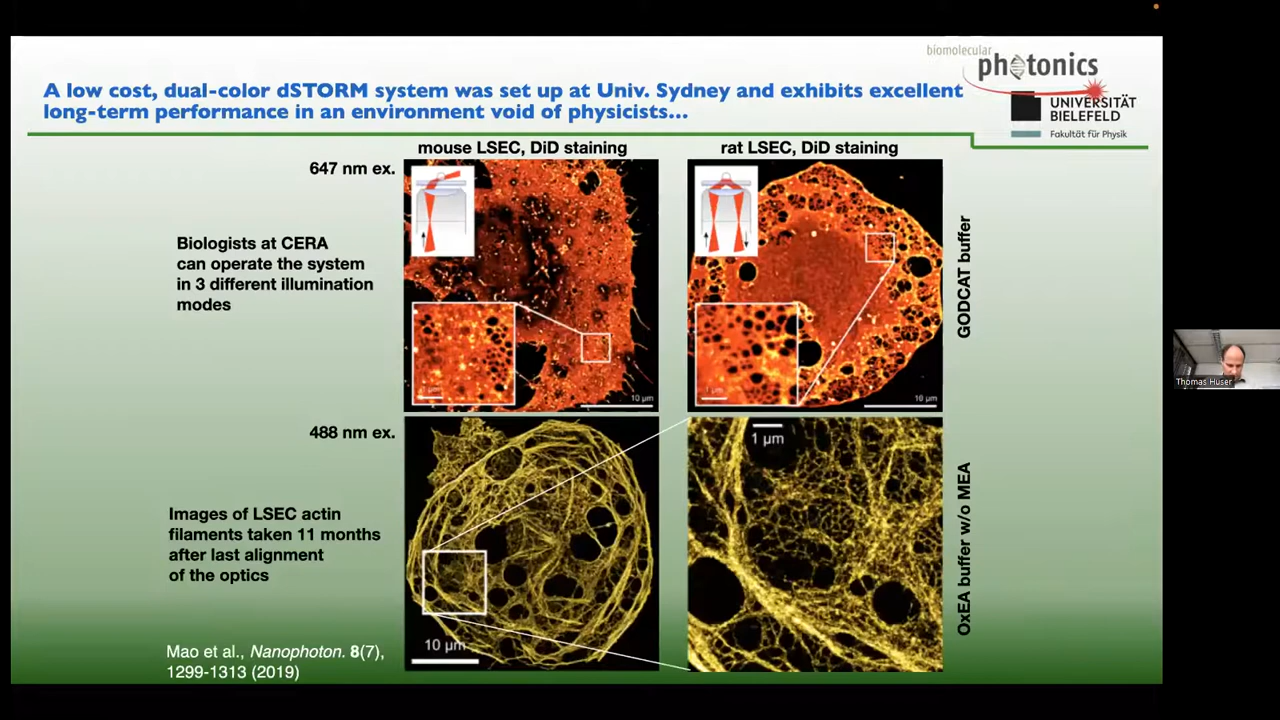 biomolecular
photonics
UNIVERSITÄT
BIELEFELD
Fakultät für Physik
A low cost, dual-color dSTORM system was set up at Univ. Sydney and exhibits excellent
long-term performance in an environment void of physicists...
mouse LSEC, DiD staining
rat LSEC, DiD staining
647 nm ex.
Biologists at CERA
can operate the system
in 3 different illumination
modes
10 µm
1 µm
10 µm
GODCAT buffer
488 nm ex.
Images of LSEC actin
filaments taken 11 months
after last alignment
of the optics
10 µm
1 µm
OxEA buffer w/o MEA
Mao et al., Nanophoton. 8(7),
1299-1313 (2019)
Thomas Huser